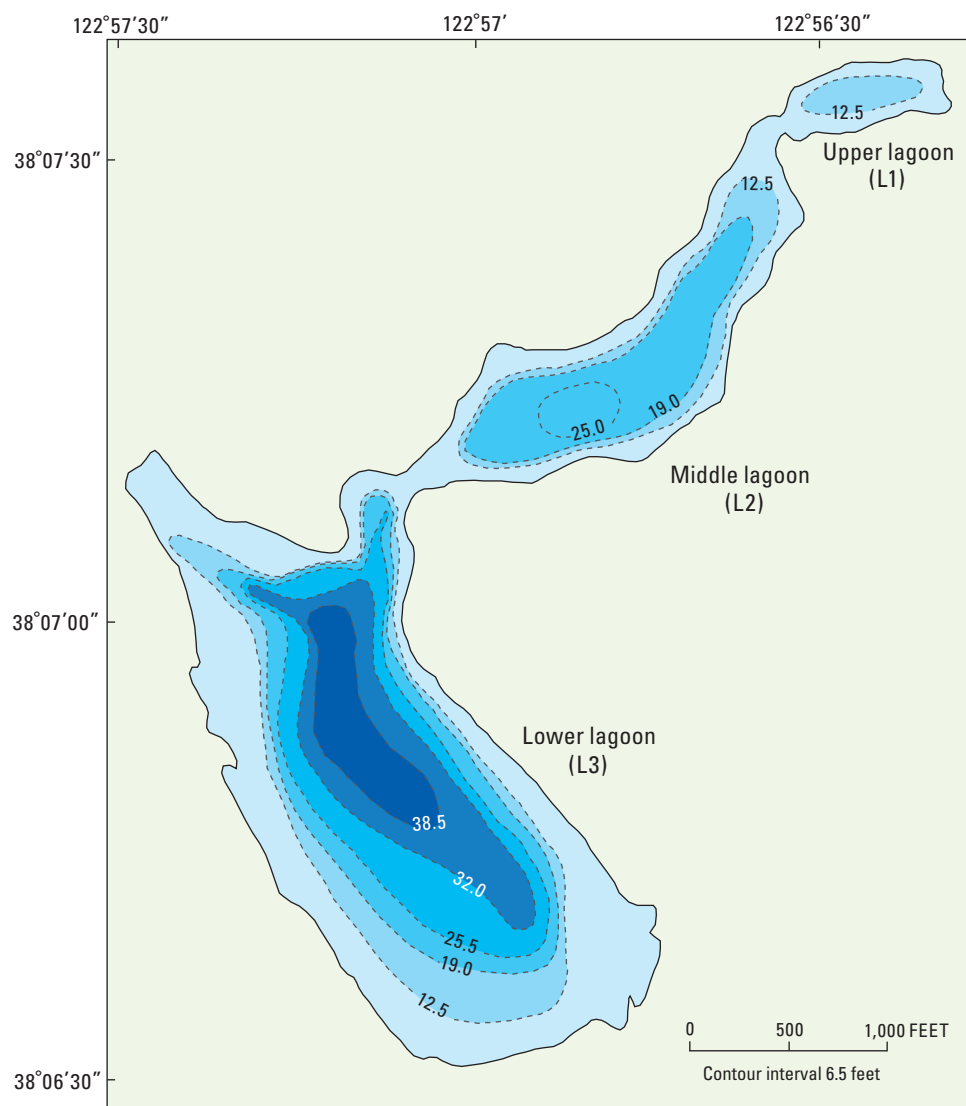 122°57’30” 122°57’ 122°56’30”
12.5
38°07’30”
Upper lagoon
(L1)
12.5
19.0
25.0
Middle lagoon
(L2)
38°07’00”
Lower lagoon
(L3)
38.5
32.0
25.5
19.0
12.5
0 500 1,000 FEET
Contour interval 6.5 feet
38°06’30”